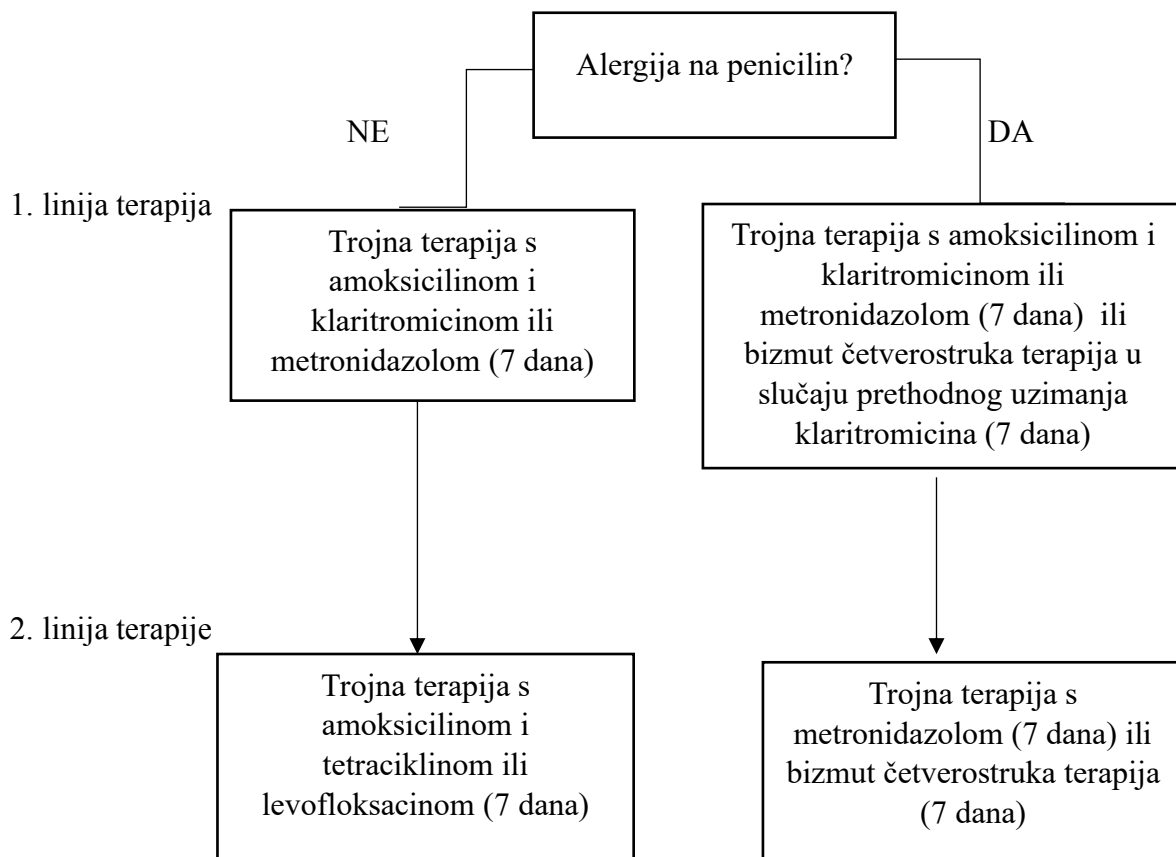 Alergija na penicilin?
NE
DA
1. linija terapija
Trojna terapija s
amoksicilinom i
klaritromicinom ili
metronidazolom (7 dana)
Trojna terapija s amoksicilinom i
klaritromicinom ili
metronidazolom (7 dana) ili
bizmut četverostruka terapija u
slučaju prethodnog uzimanja
klaritromicina (7 dana)
2. linija terapije
Trojna terapija s
amoksicilinom i
tetraciklinom ili
levofloksacinom (7 dana)
Trojna terapija s
metronidazolom (7 dana) ili
bizmut četverostruka terapija
(7 dana)